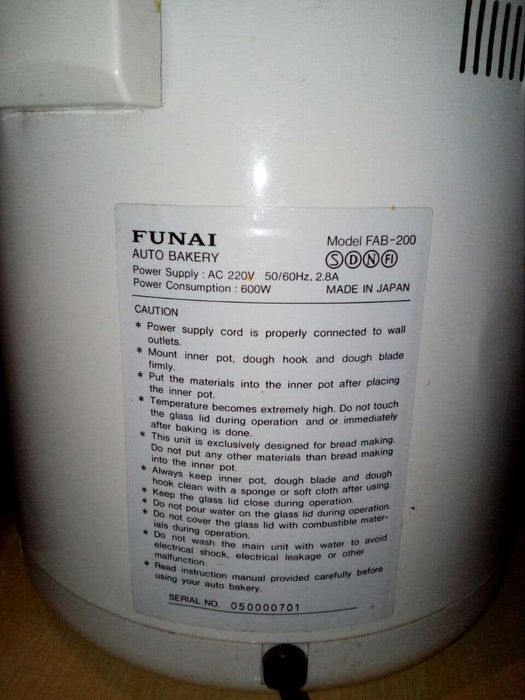 FUNAI
Model FAB-200
AUTO BAKERY
S D N FI
Power Supply : AC 220V 50/60Hz, 2.8A
Power Consumption : 600W MADE IN JAPAN
CAUTION
* Power supply cord is properly connected to wall
outlets.
* Mount inner pot, dough hook and dough blade
firmly.
* Put the materials into the inner pot after placing
the inner pot.
* Temperature becomes extremely high. Do not touch
the glass lid during operation and or immediately
after baking is done.
* This unit is exclusively designed for bread making.
Do not put any other materials than bread making
into the inner pot.
* Always keep inner pot, dough blade and dough
hook clean with a sponge or soft cloth after using.
* Keep the glass lid close during operation.
* Do not pour water on the glass lid during operation.
* Do not cover the glass lid with combustible mater-
ials during operation.
* Do not wash the main unit with water to avoid
electrical shock, electrical leakage or other
malfunction.
* Read instruction manual provided carefully before
using your auto bakery.
SERIAL NO. 050000701